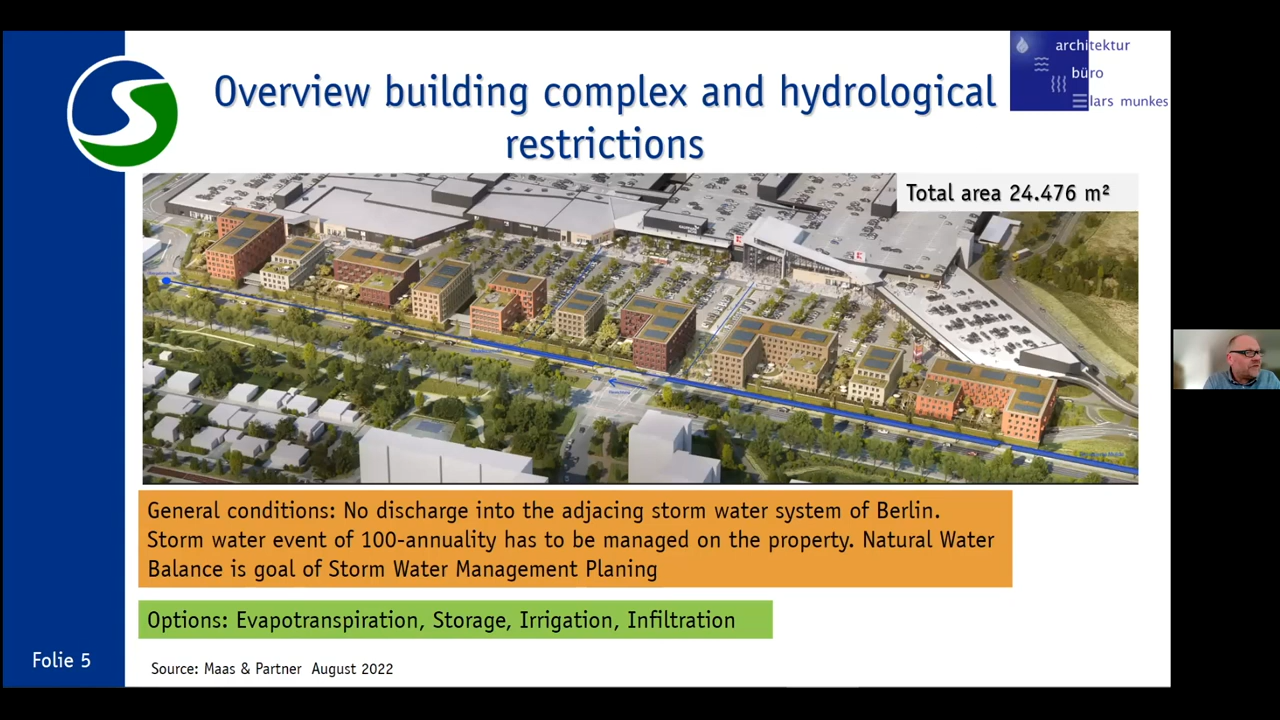 architektur
büro
lars munkes
Overview building complex and hydrological
restrictions
Total area 24.476 m²
General conditions: No discharge into the adjacing storm water system of Berlin.
Storm water event of 100-annuality has to be managed on the property. Natural Water
Balance is goal of Storm Water Management Planing
Options: Evapotranspiration, Storage, Irrigation, Infiltration
Folie 5
Source: Maas & Partner August 2022